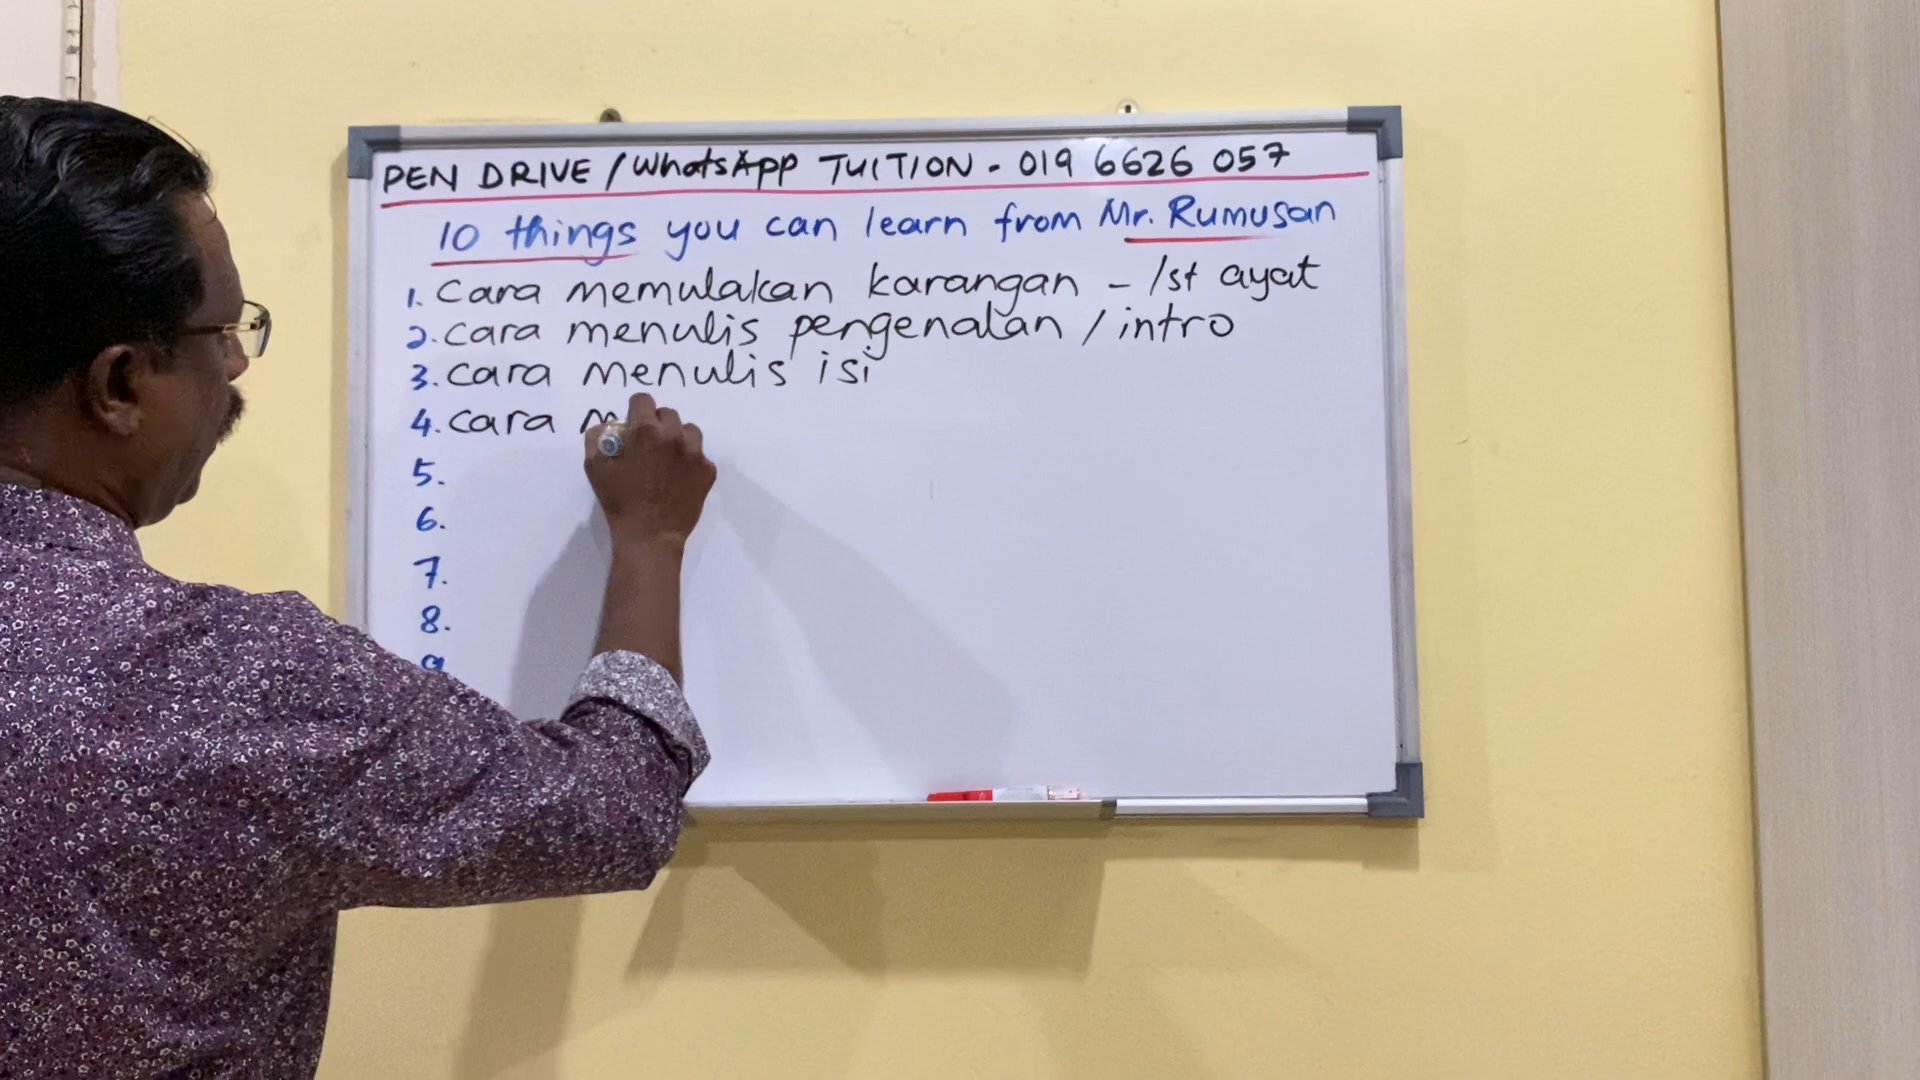 PEN DRIVE / WhatsApp TUITION - 019 6626 057
10 things you can learn from Mr. Rumusan
1. Cara memulakan karangan - 1st ayat
2. Cara menulis pengenalan / intro
3. Cara menulis isi
4. Cara
5.
6.
7.
8.
9